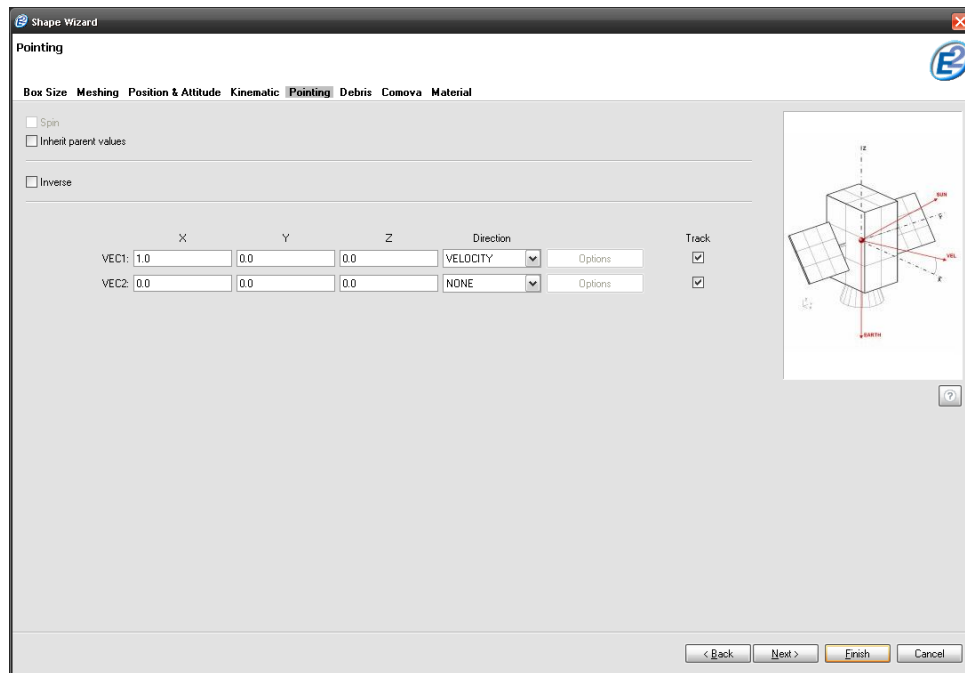 Shape Wizard
Pointing
E2
Box Size Meshing Position & Attitude Kinematic Pointing Debris Comova Material
Spin
Inherit parent values
Inverse
X Y Z Direction Track
VEC1: 1.0 0.0 0.0 VELOCITY Options
VEC2: 0.0 0.0 0.0 NONE Options
Z
SUN
Y
VEL
X
EARTH
?
< Back Next > Finish Cancel